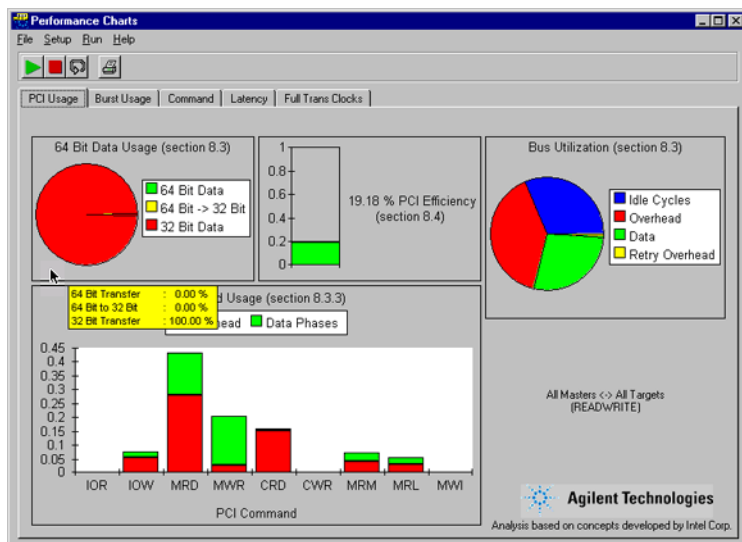 Performance Charts
File Setup Run Help
PCI Usage Burst Usage Command Latency Full Trans Clocks
64 Bit Data Usage (section 8.3)
64 Bit Data
64 Bit -> 32 Bit
32 Bit Data
1
0.8
0.6
0.4
0.2
0
19.18 % PCI Efficiency
(section 8.4)
Bus Utilization (section 8.3)
Idle Cycles
Overhead
Data
Retry Overhead
64 Bit Transfer : 0.00 %
64 Bit to 32 Bit : 0.00 %
32 Bit Transfer : 100.00 %
d Usage (section 8.3.3)
ead Data Phases
0.45
0.4
0.35
0.3
0.25
0.2
0.15
0.1
0.05
0
IOR IOW MRD MWR CRD CWR MRM MRL MWI
PCI Command
All Masters <-> All Targets
(READWRITE)
Agilent Technologies
Analysis based on concepts developed by Intel Corp.